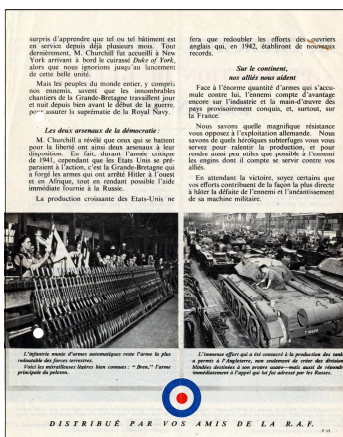 surpris d'apprendre que tel ou tel bâtiment est
en service depuis déjà plusieurs mois. Tout
dernièrement, M. Churchill fut accueilli à New
York arrivant à bord le cuirassé Duke of York,
alors que nous ignorions jusqu'au lancement
de cette belle unité.
Mais les peuples du monde entier, y compris
nos ennemis, savent que les innombrables
chantiers de la Grande-Bretagne travaillent jour
et nuit depuis bien avant le début de la guerre,
pour assurer la suprématie de la Royal Navy.
Les deux arsenaux de la démocratie :
M. Churchill a révélé que ceux qui se battent
pour la liberté ont ainsi deux arsenaux à leur
disposition. En fait, durant l'année critique
de 1941, cependant que les Etats Unis se pré-
paraient à l'action, c'est la Grande-Bretagne qui
a forgé les armes qui ont arrêté Hitler à l'ouest
et en Afrique, tout en rendant possible l'aide
immédiate fournie à la Russie.
La production croissante des Etats-Unis ne
fera que redoubler les efforts des ouvriers
anglais qui, en 1942, établiront de nouveaux
records.
Sur le continent,
nos alliés nous aident
Face à l'énorme quantité d'armes qui s'accu-
mule contre lui, l'ennemi compte d'avantage
encore sur l'industrie et la main-d'œuvre des
pays provisoirement conquis, et, surtout, sur
la France.
Nous savons quelle magnifique résistance
vous opposez à l'exploitation allemande. Nous
savons de quels héroïques subterfuges vous vous
servez pour ralentir la production, et pour
rendre aussi peu utiles que possible à l'ennemi
les engins dont il compte se servir contre vos
alliés.
En attendant la victoire, soyez certains que
vos efforts contribuent de la façon la plus directe
à hâter la défaite de l'ennemi et l'anéantissement
de sa machine militaire.
L'infanterie munie d'armes automatiques reste l'arme la plus
redoutable des forces terrestres.
Voici les mitrailleuses légères bien connues : "Bren," l'arme
principale du peloton.
L'immense effort qui a été consacré à la production des tanks
a permis à l'Angleterre, non seulement de créer des divisions
blindées destinées à son propre usage—mais aussi de répondre
immédiatement à l'appel qui lui fut adressé par les Russes.
DISTRIBUÉ PAR VOS AMIS DE LA R.A.F.